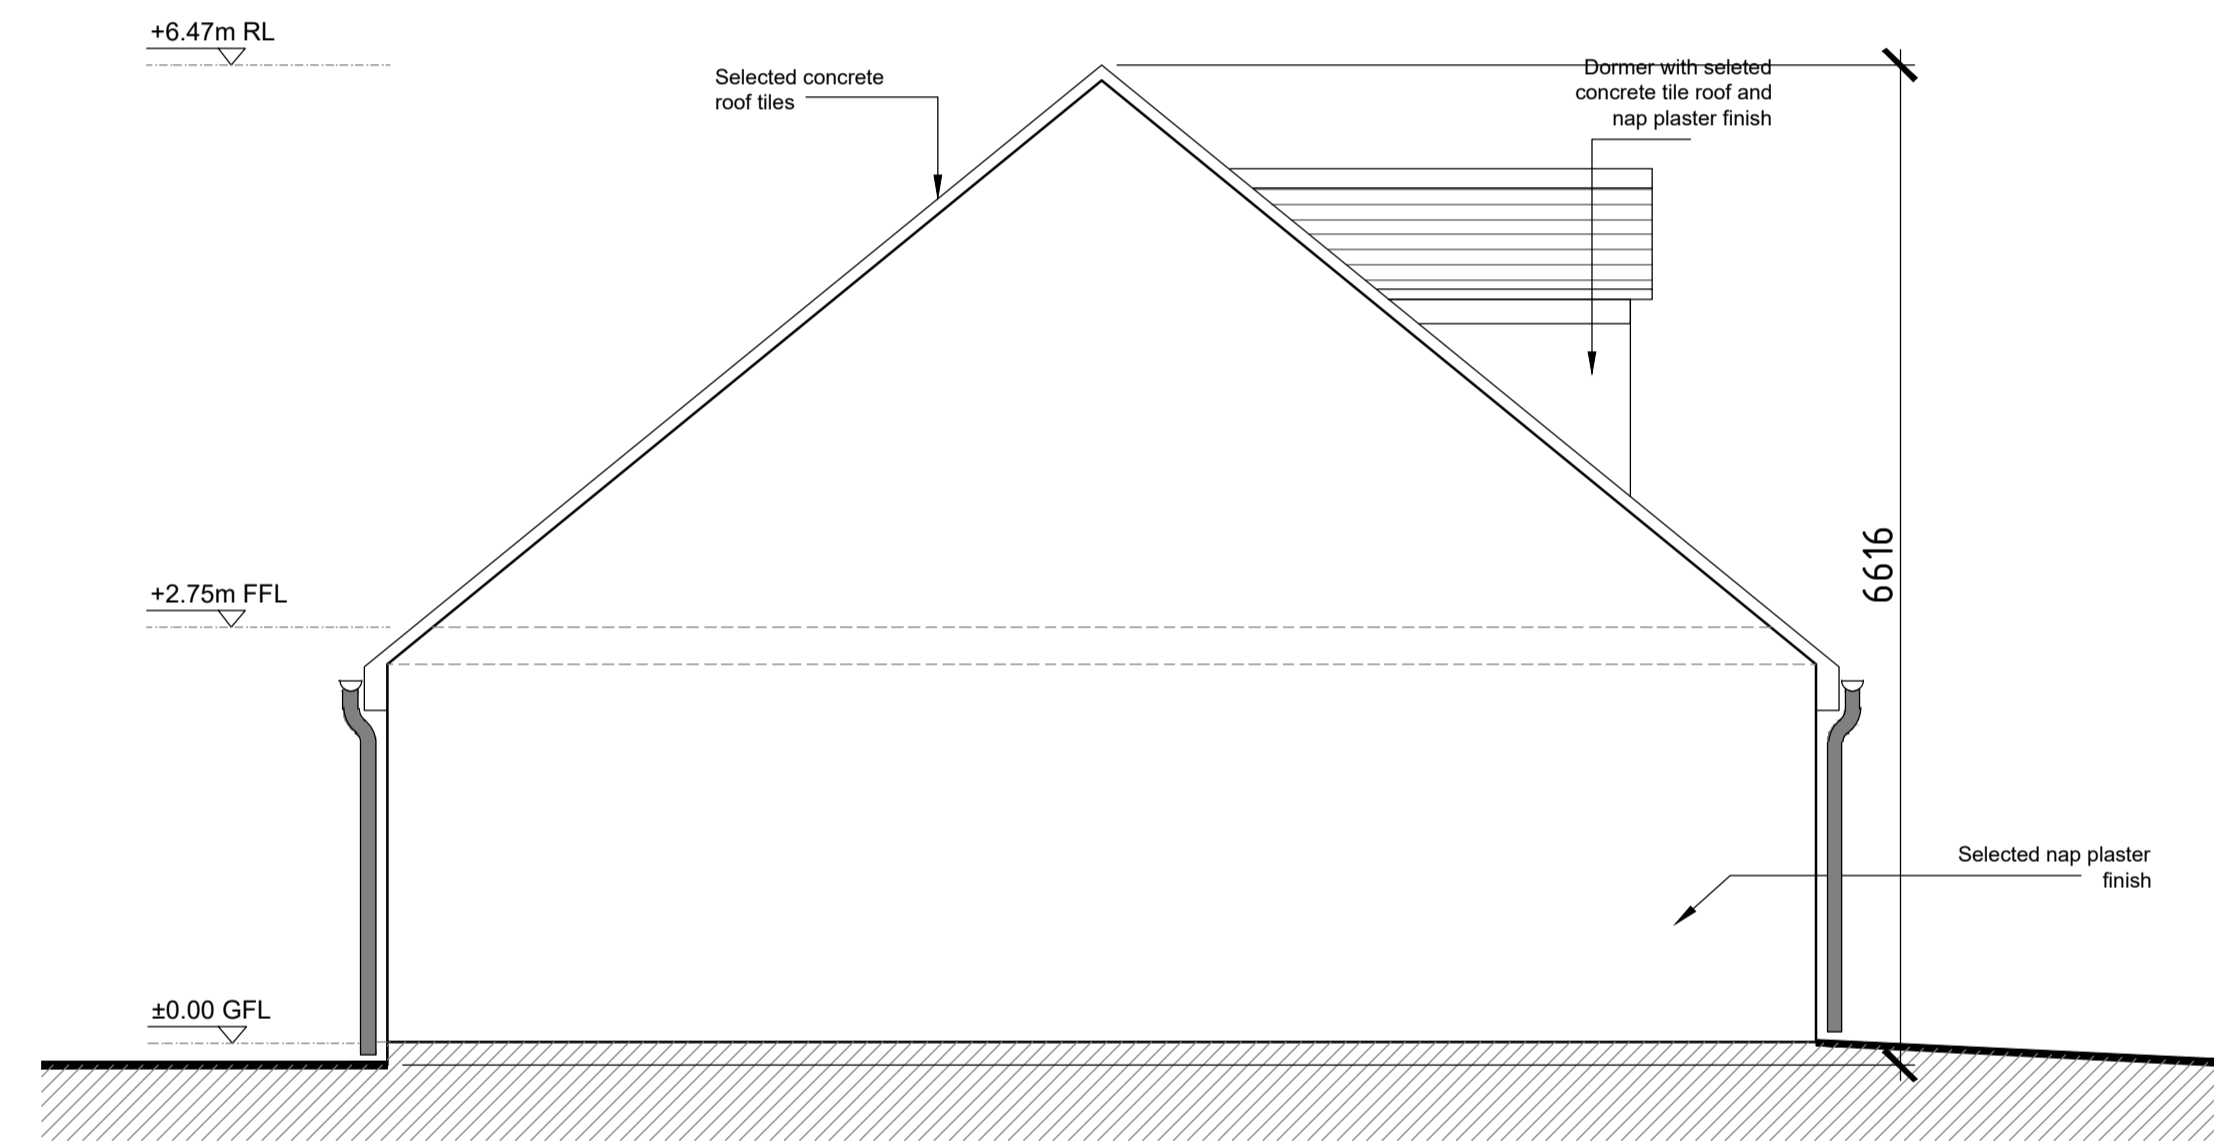 +6.47m RL
Selected concrete
roof tiles
Dormer with seleted
concrete tile roof and
nap plaster finish
+2.75m FFL
6616
Selected nap plaster
finish
±0.00 GFL